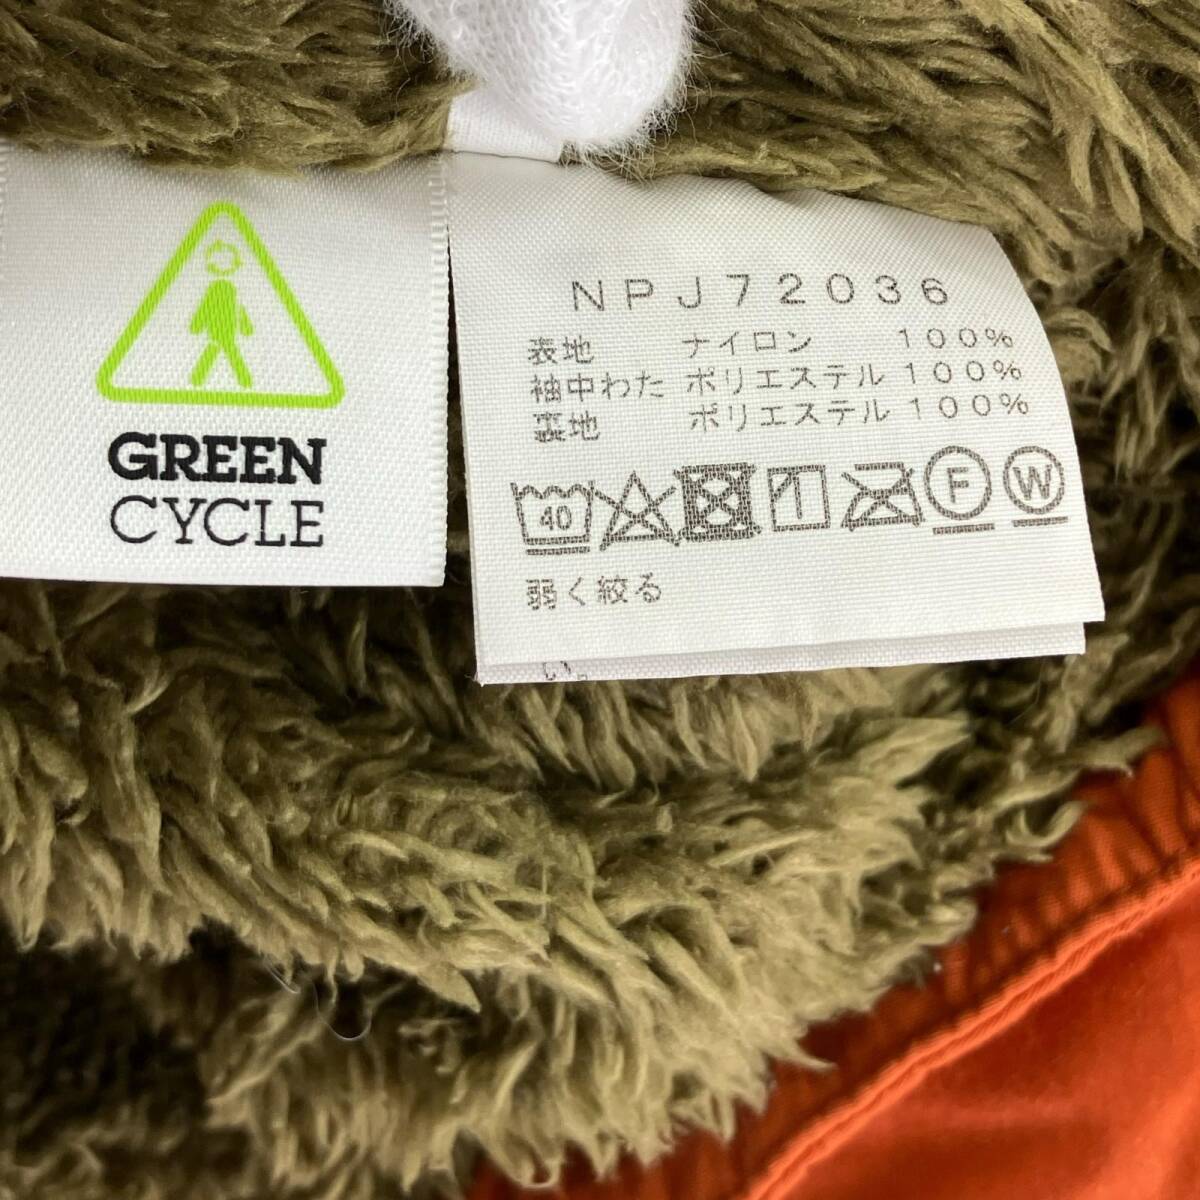 GREEN
CYCLE
NPJ72036
表地 ナイロン 100%
袖中わた ポリエステル 100%
裏地 ポリエステル 100%
40 F W
弱く絞る
い。